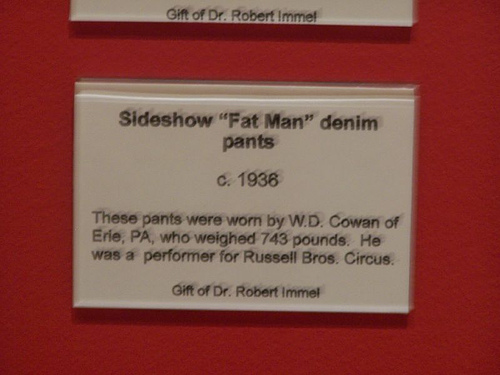 Gift of Dr. Robert Immel
Sideshow "Fat Man" denim
pants
c. 1936
These pants were worn by W.D. Cowan of
Erie, PA, who weighed 743 pounds. He
was a performer for Russell Bros. Circus.
Gift of Dr. Robert Immel